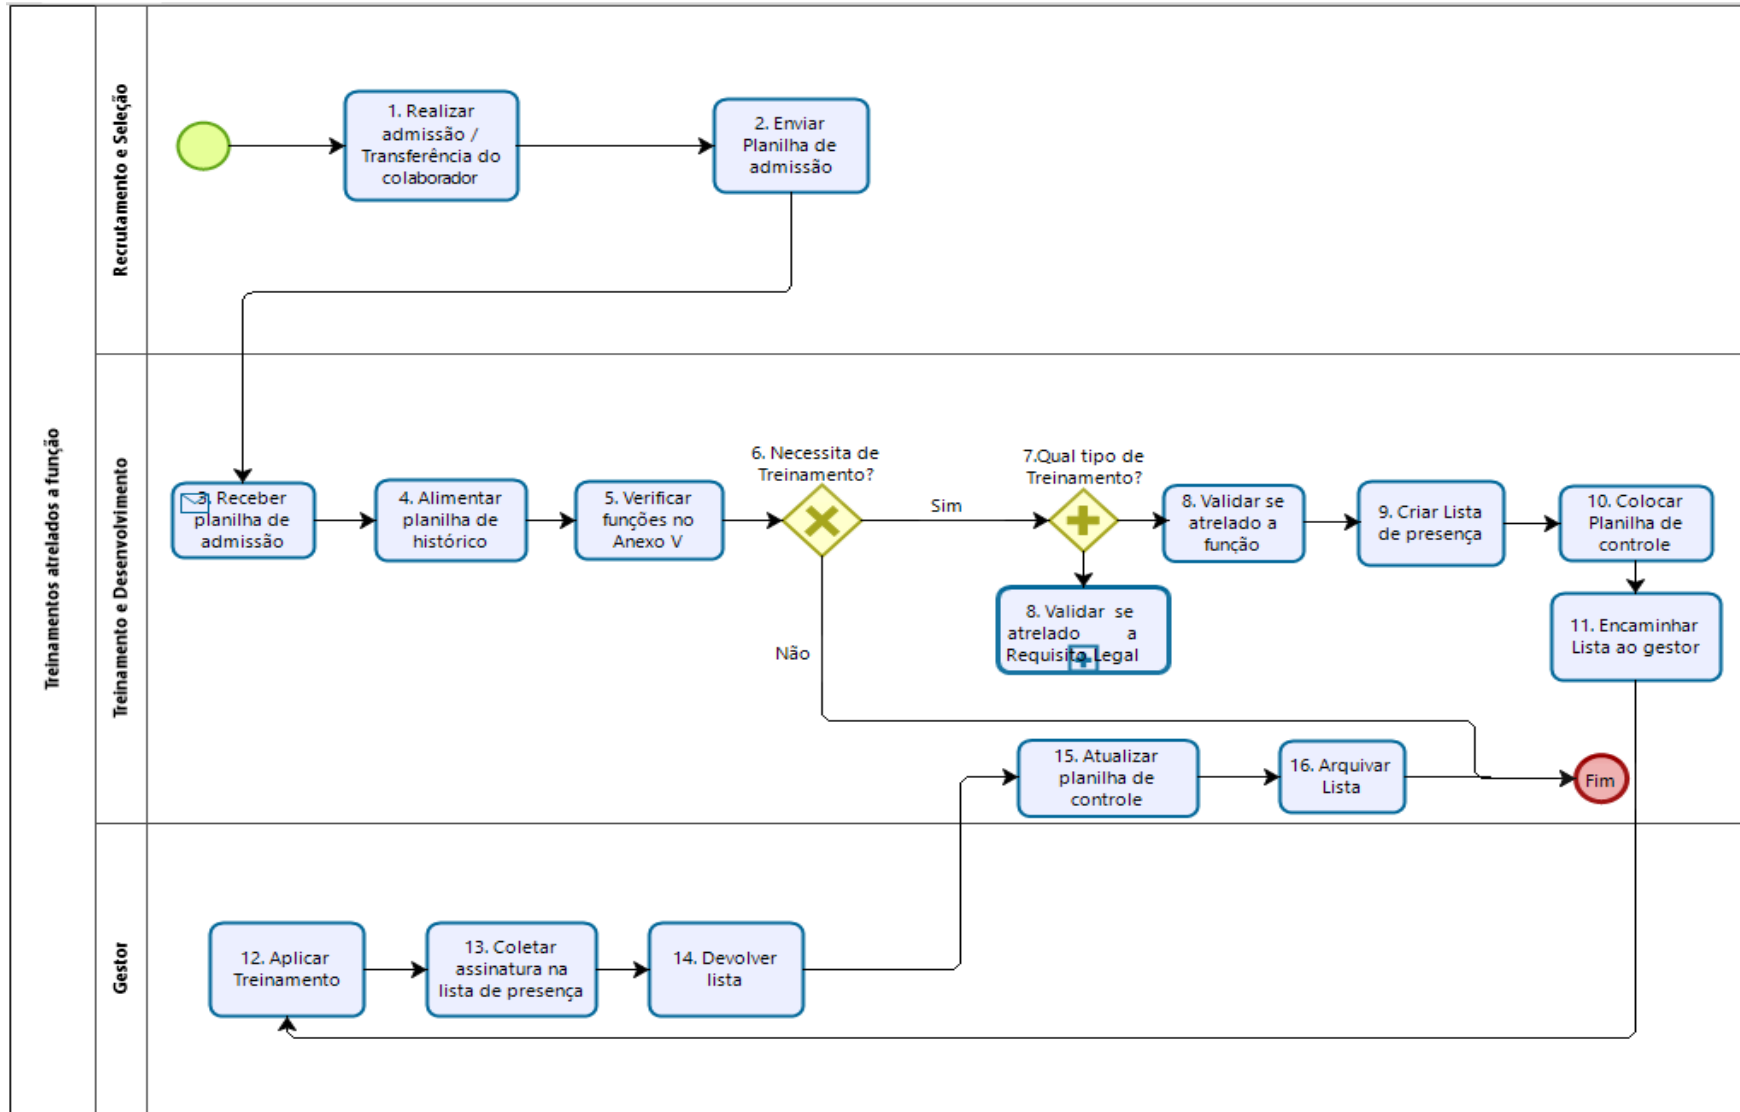 Treinamentos atrelados a função
Recrutamento e Seleção
1. Realizar
admissão /
Transferência do
colaborador
2. Enviar
Planilha de
admissão
Treinamento e Desenvolvimento
3. Receber
planilha de
admissão
4. Alimentar
planilha de
histórico
5. Verificar
funções no
Anexo V
6. Necessita de
Treinamento?
Sim
Não
7.Qual tipo de
Treinamento?
8. Validar se
atrelado a
função
8. Validar se
atrelado a
Requisito Legal
9. Criar Lista
de presença
10. Colocar
Planilha de
controle
11. Encaminhar
Lista ao gestor
15. Atualizar
planilha de
controle
16. Arquivar
Lista
Fim
Gestor
12. Aplicar
Treinamento
13. Coletar
assinatura na
lista de presença
14. Devolver
lista